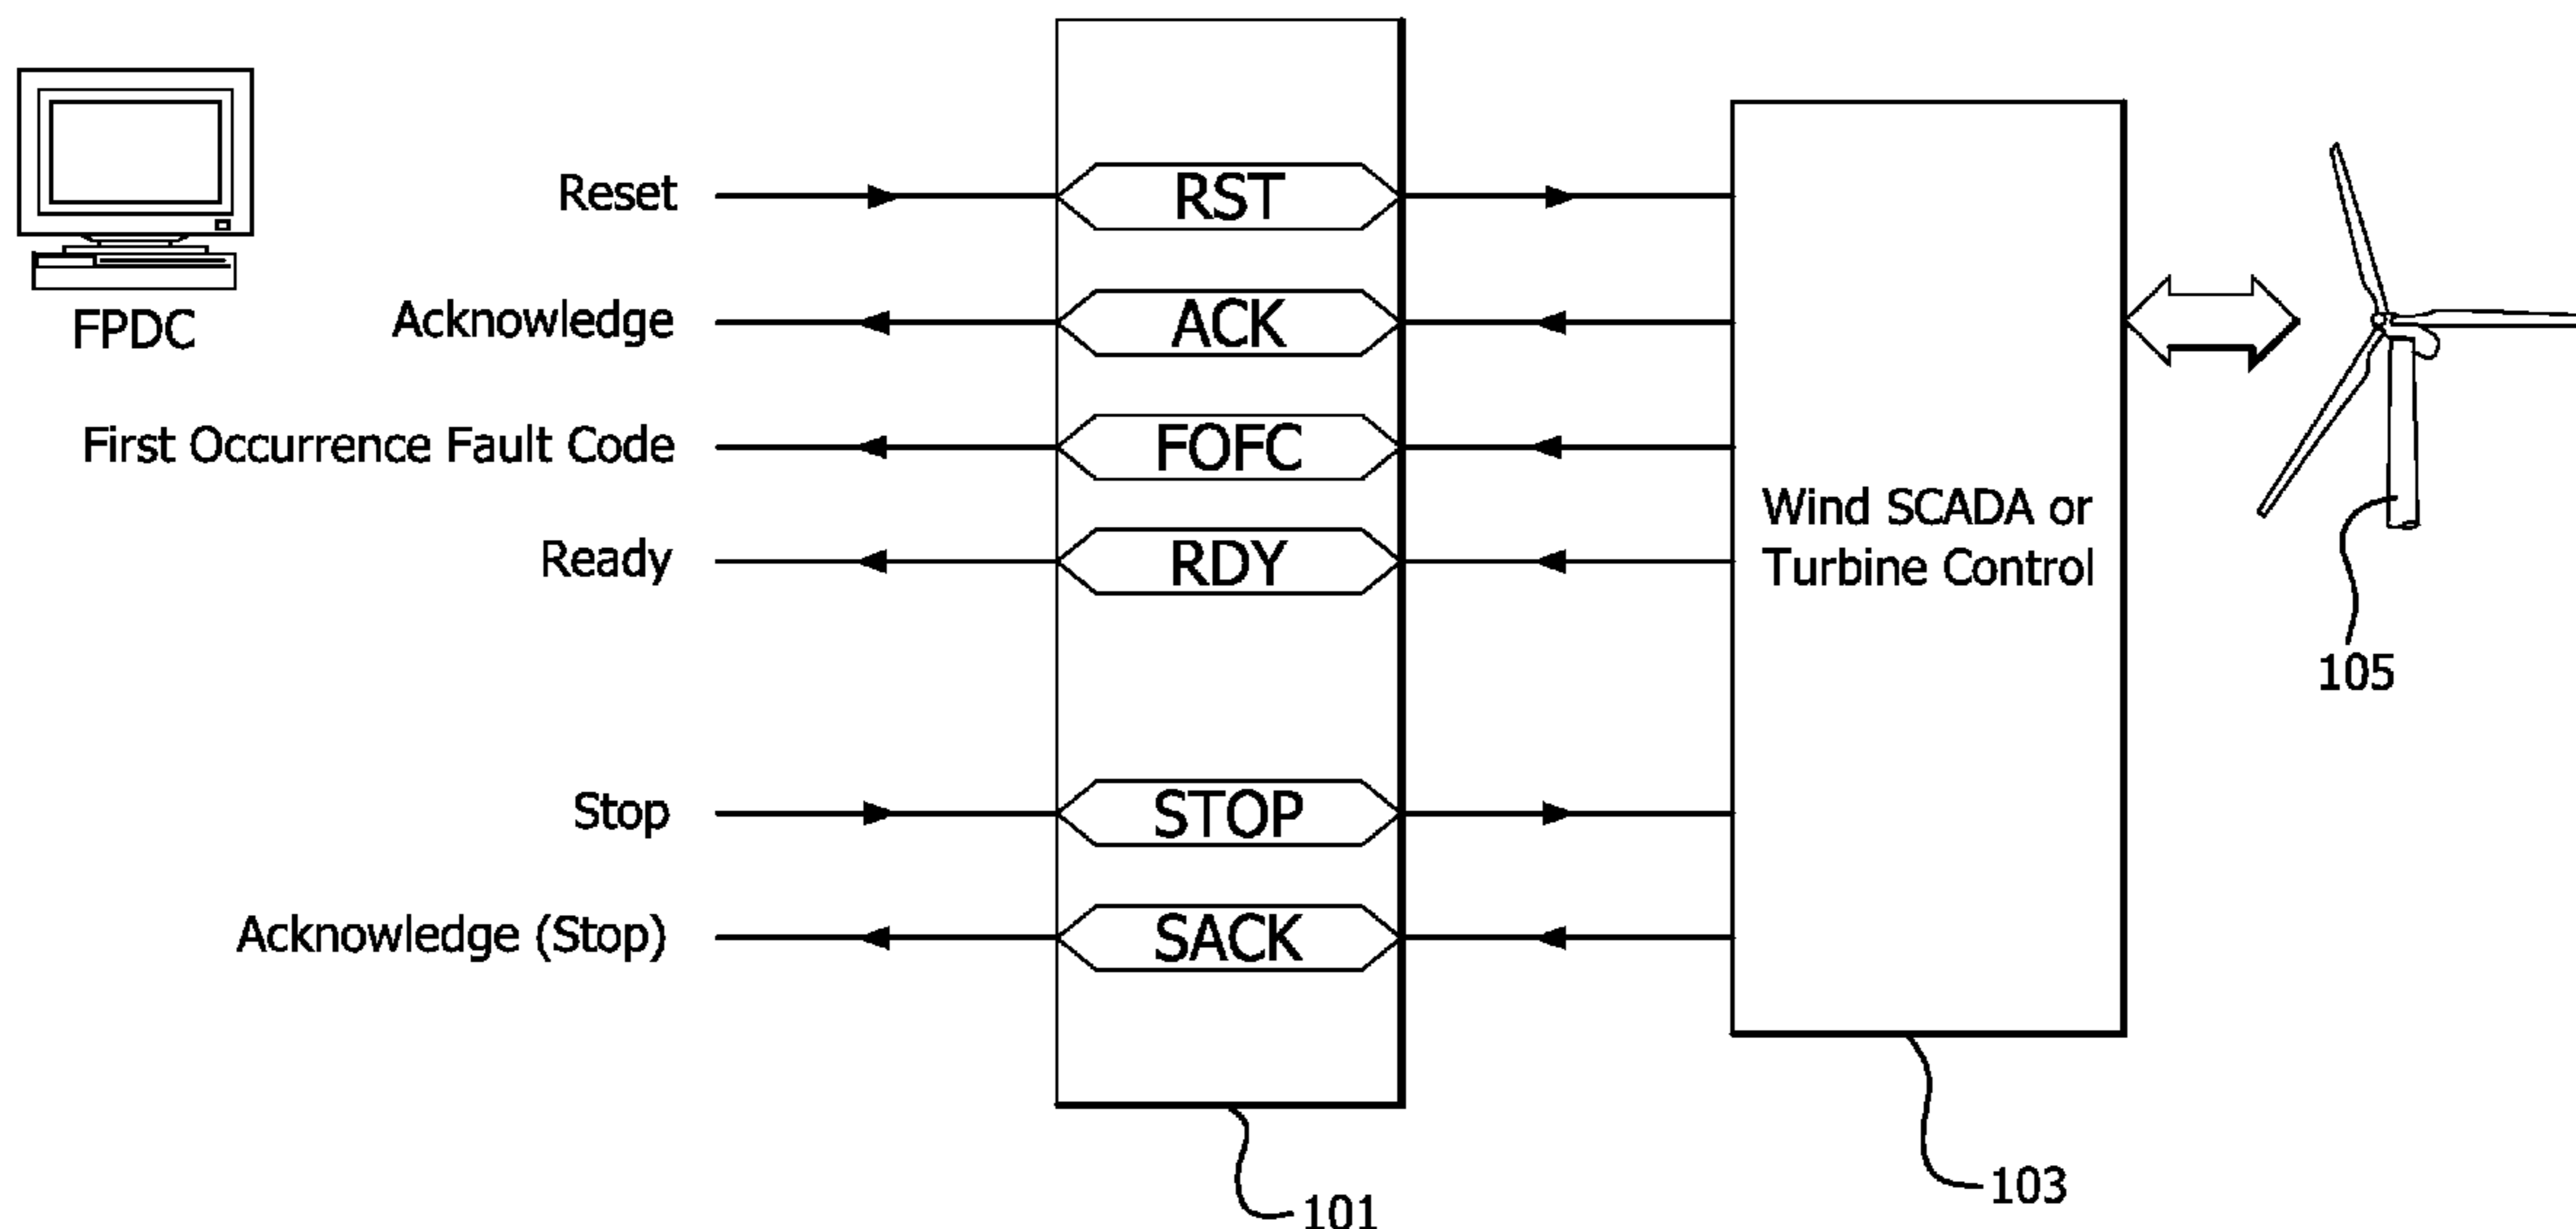 Reset
RST
FPDC
Acknowledge
ACK
First Occurrence Fault Code
FOFC
Wind SCADA or
Turbine Control
Ready
RDY
105
Stop
STOP
Acknowledge (Stop)
SACK
103
101